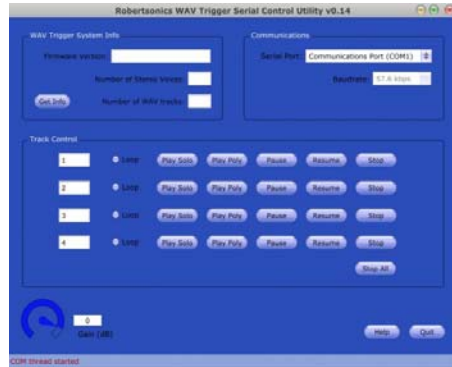 Robertsonics WAV Trigger Serial Control Utility v0.14
WAV Trigger System Info
Firmware version:
Number of Stereo Voices:
Get Info
Number of WAV tracks:
Communications
Serial Port: Communications Port (COM1)
Baudrate: 57.6 kbps
Track Control
1 Loop Play Solo Play Poly Pause Resume Stop
2 Loop Play Solo Play Poly Pause Resume Stop
3 Loop Play Solo Play Poly Pause Resume Stop
4 Loop Play Solo Play Poly Pause Resume Stop
Stop All
0
Gain (dB)
Help Quit
COM thread started